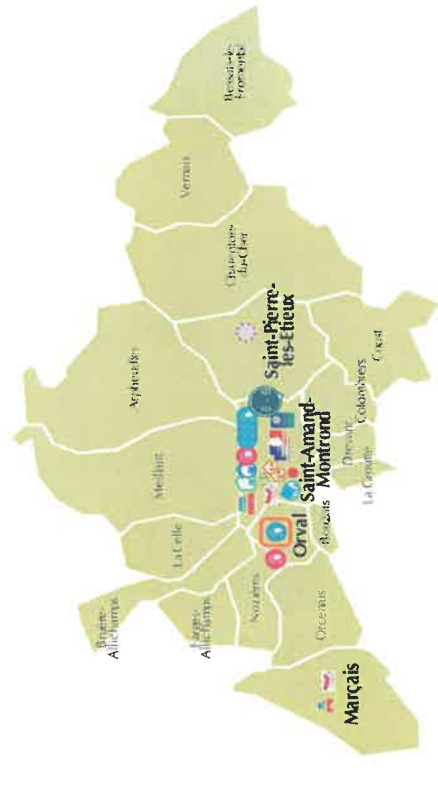 Bruère-
Allichamps
Farges-
Allichamps
La Celle
Meillant
Arpheuilles
Vernais
Bessais-le-
Fromental
Charenton-
du-Cher
Nozières
Orval
Saint-Amand-
Montrond
Saint-Pierre-
les-Etieux
Marçais
Orcenais
Bouzais
La Groutte
Drevant
Colombiers
Coust